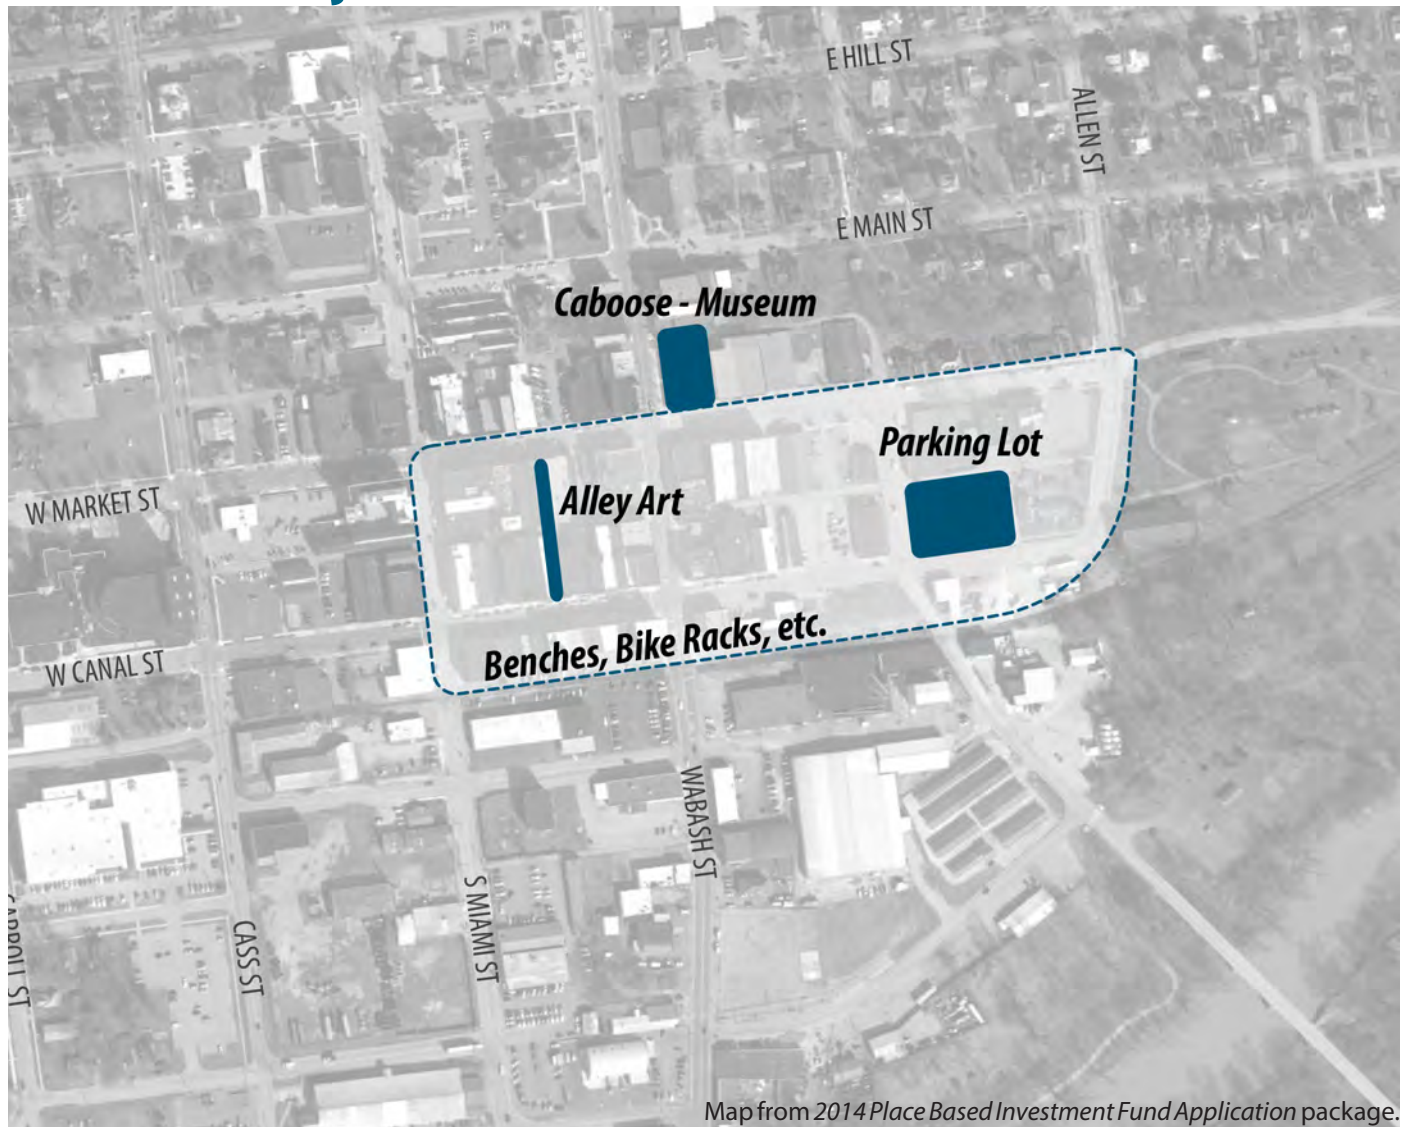 E HILL ST
ALLEN ST
E MAIN ST
Caboose - Museum
Parking Lot
Alley Art
W MARKET ST
Benches, Bike Racks, etc.
W CANAL ST
WABASH ST
S MIAMI ST
CASS ST
Map from 2014 Place Based Investment Fund Application package.